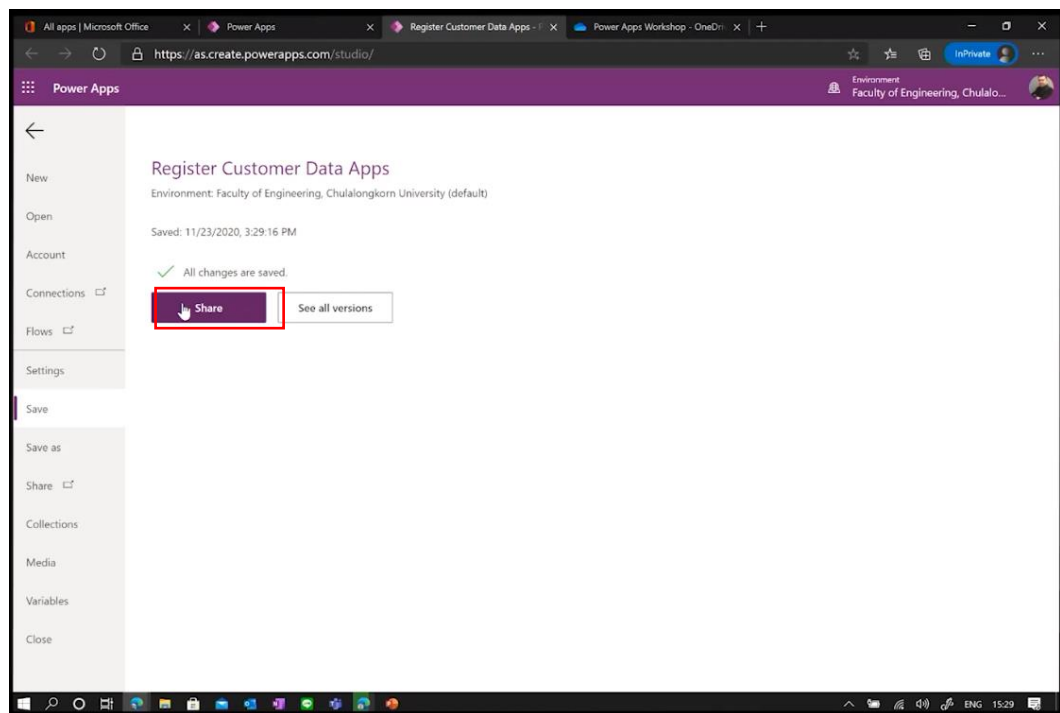 All apps | Microsoft Office
Power Apps
Register Customer Data Apps - P
Power Apps Workshop - OneDri
https://as.create.powerapps.com/studio/
InPrivate
Power Apps
Environment
Faculty of Engineering, Chulalo...
New
Open
Account
Connections
Flows
Settings
Save
Save as
Share
Collections
Media
Variables
Close
Register Customer Data Apps
Environment: Faculty of Engineering, Chulalongkorn University (default)
Saved: 11/23/2020, 3:29:16 PM
All changes are saved.
Share
See all versions
ENG
15:29